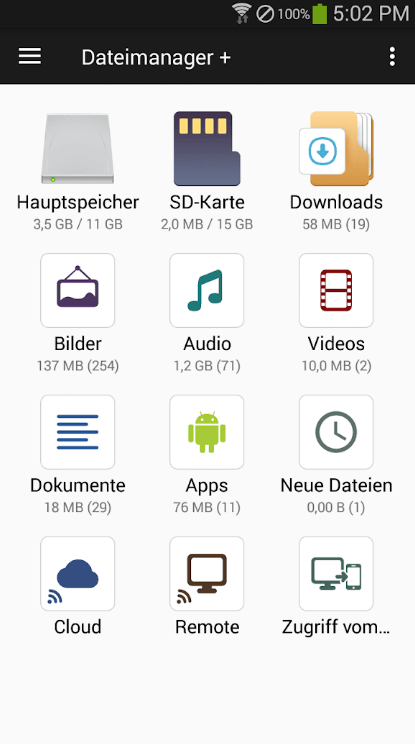 100% 5:02 PM
Dateimanager +
Hauptspeicher SD-Karte Downloads
3,5 GB / 11 GB 2,0 MB / 15 GB 58 MB (19)
Bilder Audio Videos
137 MB (254) 1,2 GB (71) 10,0 MB (2)
Dokumente Apps Neue Dateien
18 MB (29) 76 MB (11) 0,00 B (1)
Cloud Remote Zugriff vom...